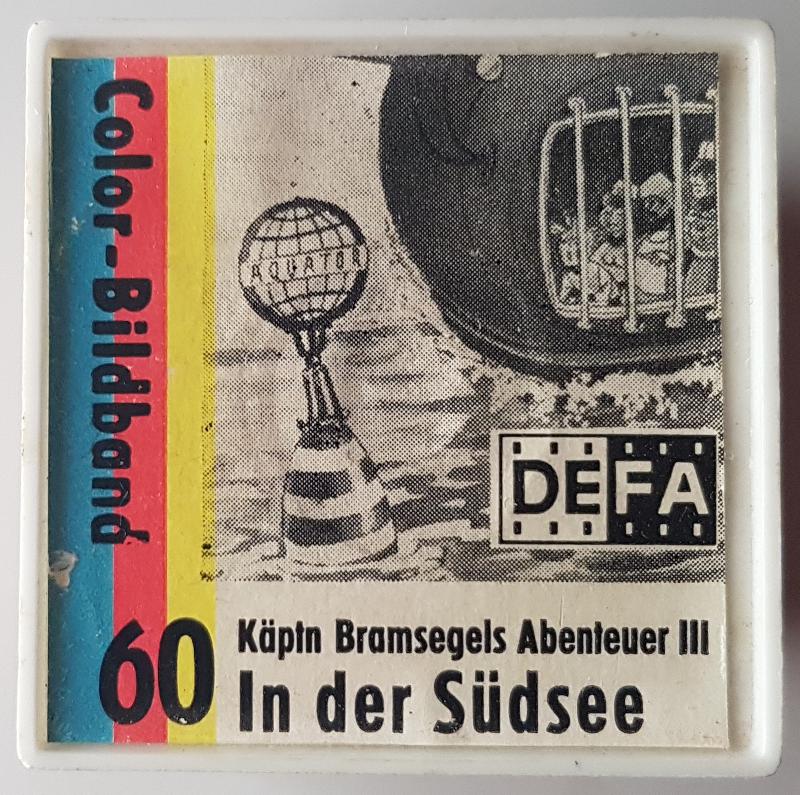 Color-Bildband
ÄQUATOR
DEFA
60
Käptn Bramsegels Abenteuer III
In der Südsee